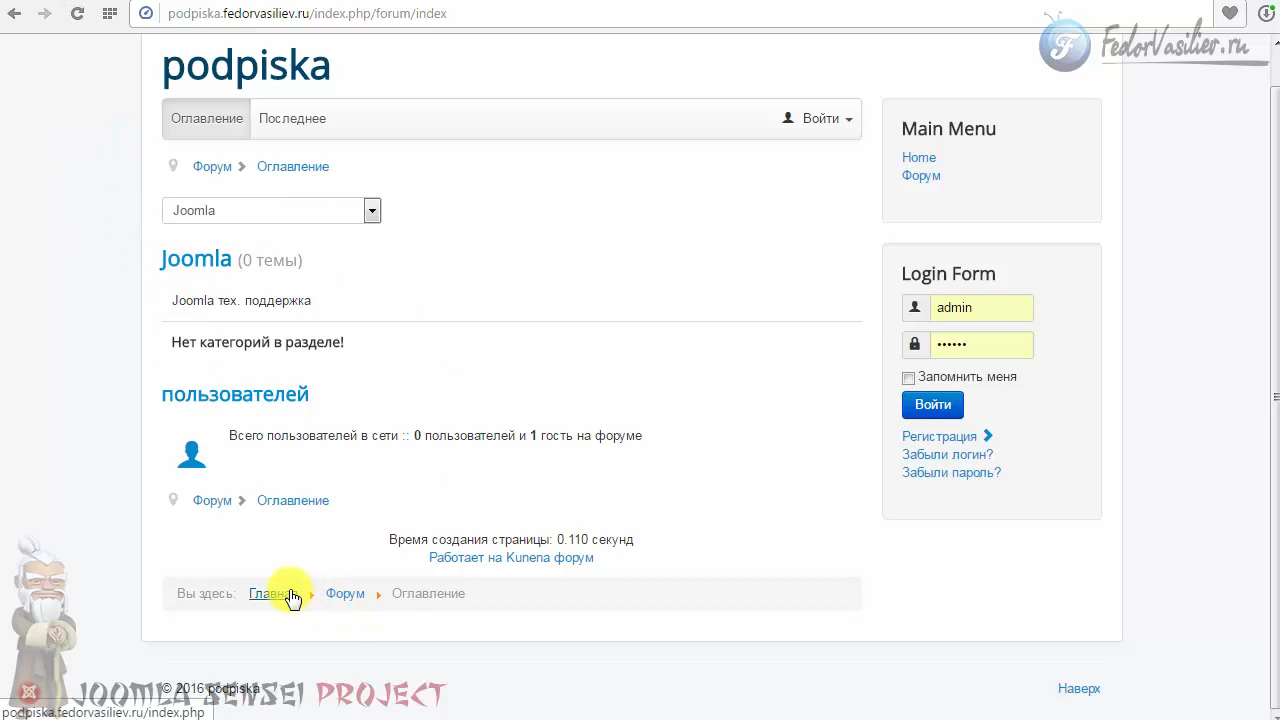 podpiska.fedorvasiliev.ru/index.php/forum/index
FedorVasiliev.ru
podpiska
Оглавление
Последнее
Войти
Форум
Оглавление
Joomla
Joomla (0 темы)
Joomla тех. поддержка
Нет категорий в разделе!
пользователей
Всего пользователей в сети :: 0 пользователей и 1 гость на форуме
Форум
Оглавление
Время создания страницы: 0.110 секунд
Работает на Kunena форум
Вы здесь: Главная Форум Оглавление
Main Menu
Home
Форум
Login Form
admin
••••••
Запомнить меня
Войти
Регистрация
Забыли логин?
Забыли пароль?
© 2016 podpiska
Наверх
JOOMLA SENSEI PROJECT
podpiska.fedorvasiliev.ru/index.php